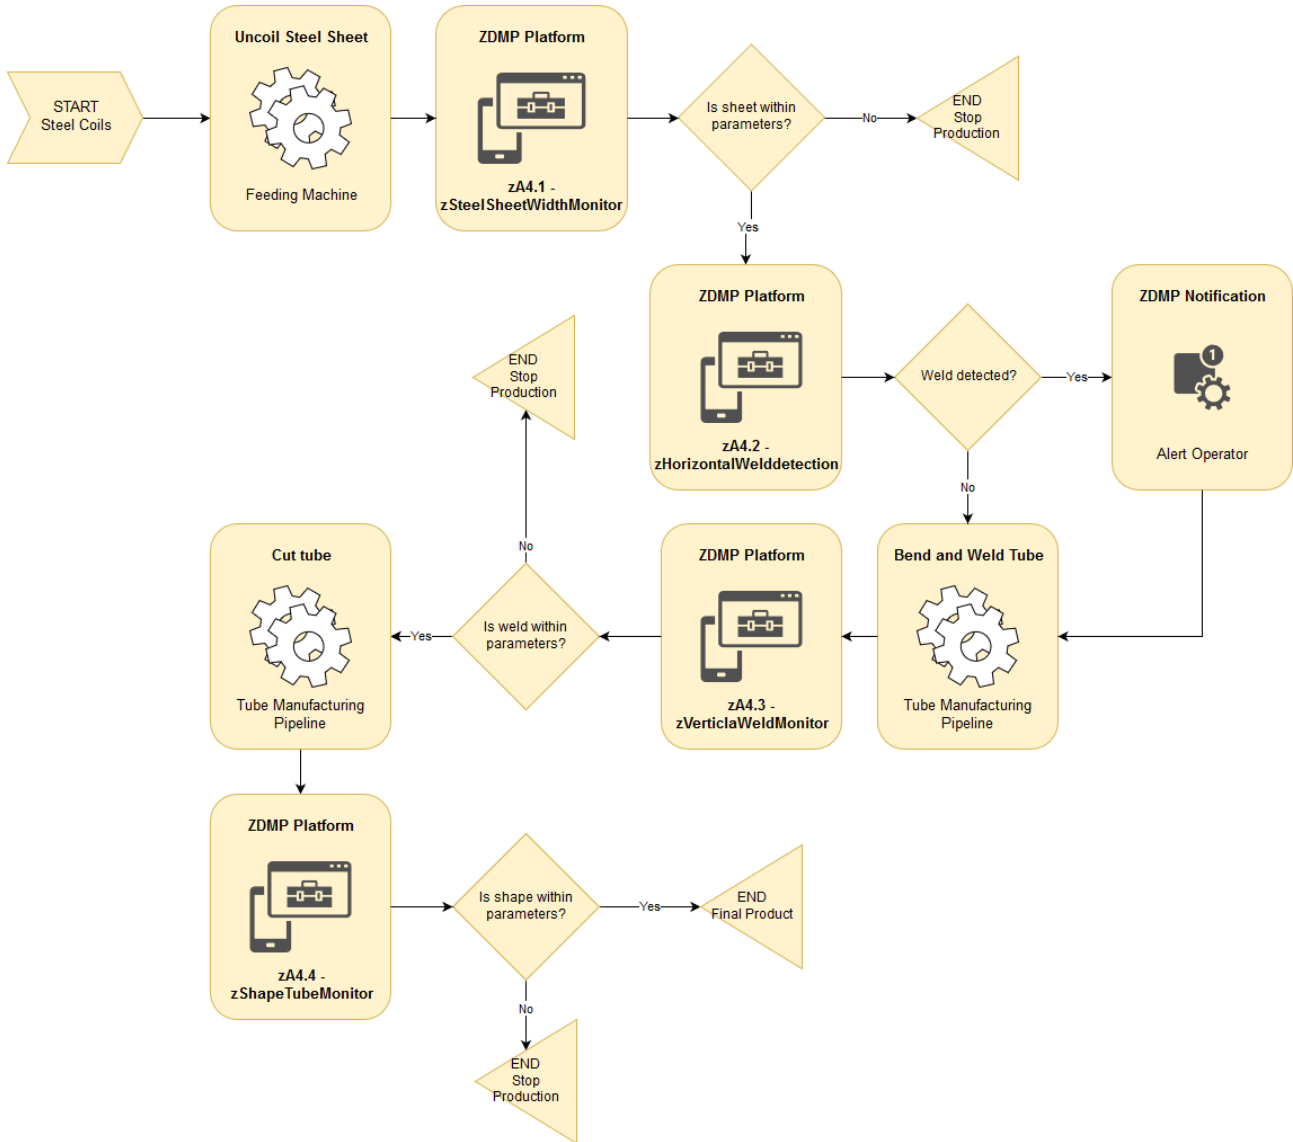 START
Steel Coils
Uncoil Steel Sheet
Feeding Machine
ZDMP Platform
zA4.1 -
zSteelSheetWidthMonitor
Is sheet within
parameters?
No
END
Stop
Production
Yes
ZDMP Platform
zA4.2 -
zHorizontalWelddetection
Weld detected?
Yes
ZDMP Notification
1
Alert Operator
No
Bend and Weld Tube
Tube Manufacturing
Pipeline
ZDMP Platform
zA4.3 -
zVerticlaWeldMonitor
Is weld within
parameters?
No
END
Stop
Production
Yes
Cut tube
Tube Manufacturing
Pipeline
ZDMP Platform
zA4.4 -
zShapeTubeMonitor
Is shape within
parameters?
Yes
END
Final Product
No
END
Stop
Production